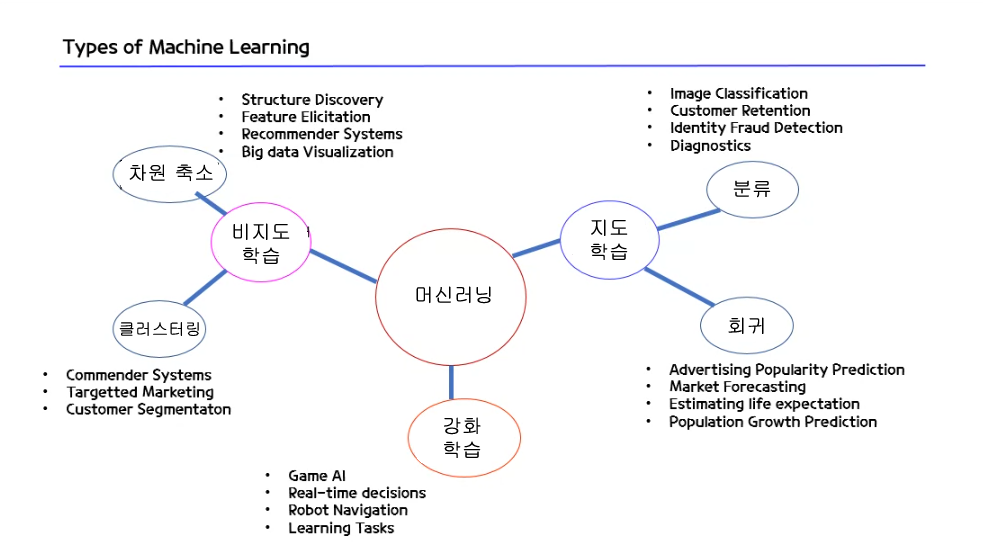 Types of Machine Learning
• Structure Discovery
• Feature Elicitation
• Recommender Systems
• Big data Visualization
차원 축소
비지도
학습
클러스터링
• Commender Systems
• Targetted Marketing
• Customer Segmentaton
머신러닝
강화
학습
• Game AI
• Real-time decisions
• Robot Navigation
• Learning Tasks
지도
학습
• Image Classification
• Customer Retention
• Identity Fraud Detection
• Diagnostics
분류
회귀
• Advertising Popularity Prediction
• Market Forecasting
• Estimating life expectation
• Population Growth Prediction